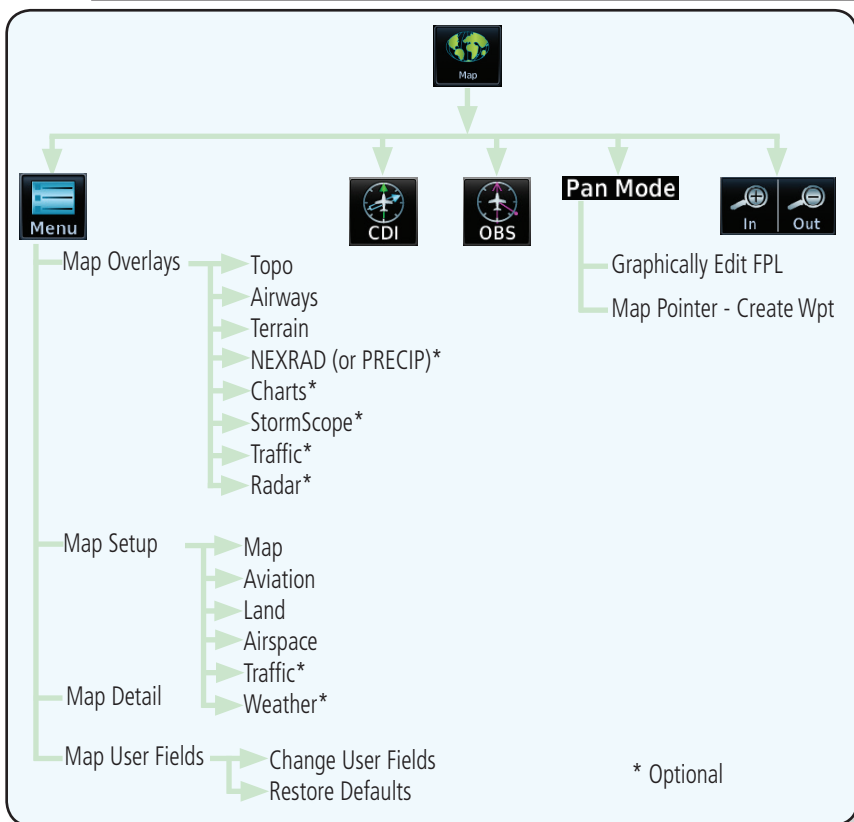 Map
Menu
CDI
OBS
Pan Mode
In
Out
Map Overlays
Topo
Airways
Terrain
NEXRAD (or PRECIP)*
Charts*
StormScope*
Traffic*
Radar*
Graphically Edit FPL
Map Pointer - Create Wpt
Map Setup
Map
Aviation
Land
Airspace
Traffic*
Weather*
Map Detail
Map User Fields
Change User Fields
Restore Defaults
* Optional